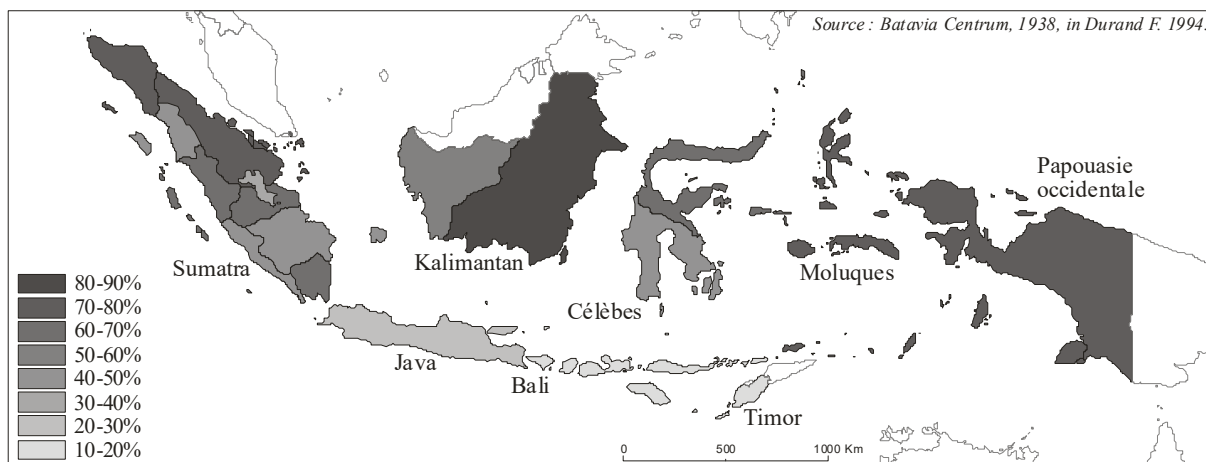 Source : Batavia Centrum, 1938, in Durand F. 1994.
Papouasie
occidentale
Sumatra
Kalimantan
Moluques
Célèbes
Java
Bali
Timor
80-90%
70-80%
60-70%
50-60%
40-50%
30-40%
20-30%
10-20%
0 500 1000 Km